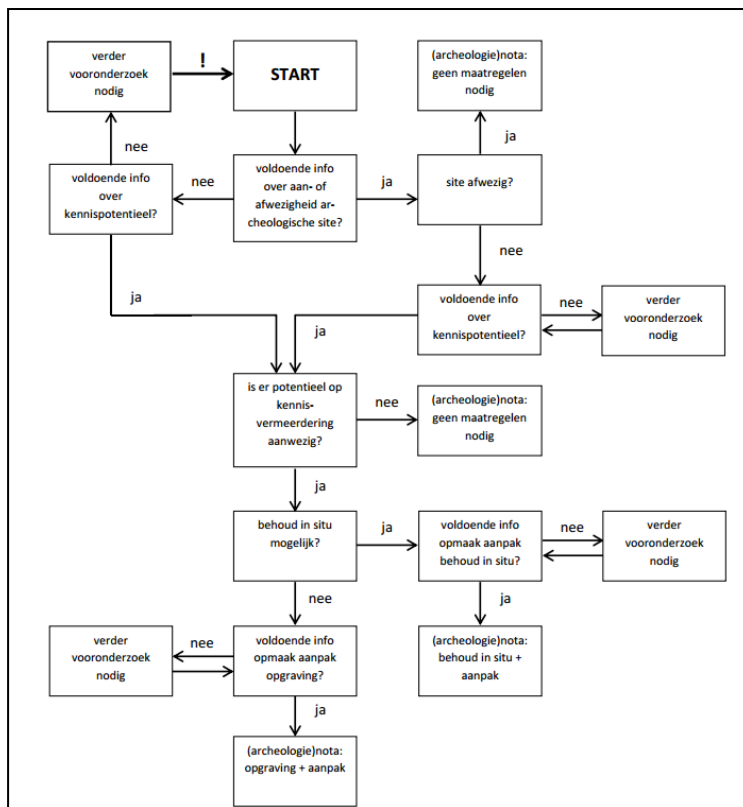 verder
vooronderzoek
nodig
!
START
(archeologie)nota:
geen maatregelen
nodig
nee
ja
voldoende info
over
kennispotentieel?
nee
voldoende info
over aan- of
afwezigheid ar-
cheologische site?
ja
site afwezig?
nee
ja
voldoende info
over
kennispotentieel?
nee
verder
vooronderzoek
nodig
ja
is er potentieel op
kennis-
vermeerdering
aanwezig?
nee
(archeologie)nota:
geen maatregelen
nodig
ja
behoud in situ
mogelijk?
ja
voldoende info
opmaak aanpak
behoud in situ?
nee
verder
vooronderzoek
nodig
nee
ja
verder
vooronderzoek
nodig
nee
voldoende info
opmaak aanpak
opgraving?
(archeologie)nota:
behoud in situ +
aanpak
ja
(archeologie)nota:
opgraving + aanpak